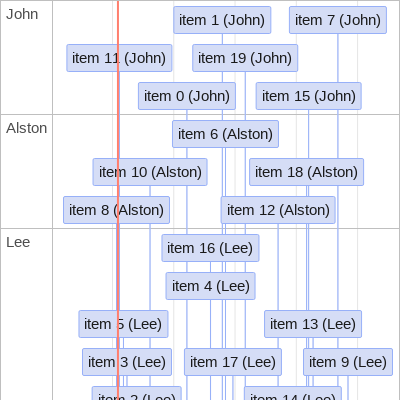 John
item 1 (John)
item 7 (John)
item 11 (John)
item 19 (John)
item 0 (John)
item 15 (John)
Alston
item 6 (Alston)
item 10 (Alston)
item 18 (Alston)
item 8 (Alston)
item 12 (Alston)
Lee
item 16 (Lee)
item 4 (Lee)
item 5 (Lee)
item 13 (Lee)
item 3 (Lee)
item 17 (Lee)
item 9 (Lee)
item 2 (Lee)
item 14 (Lee)